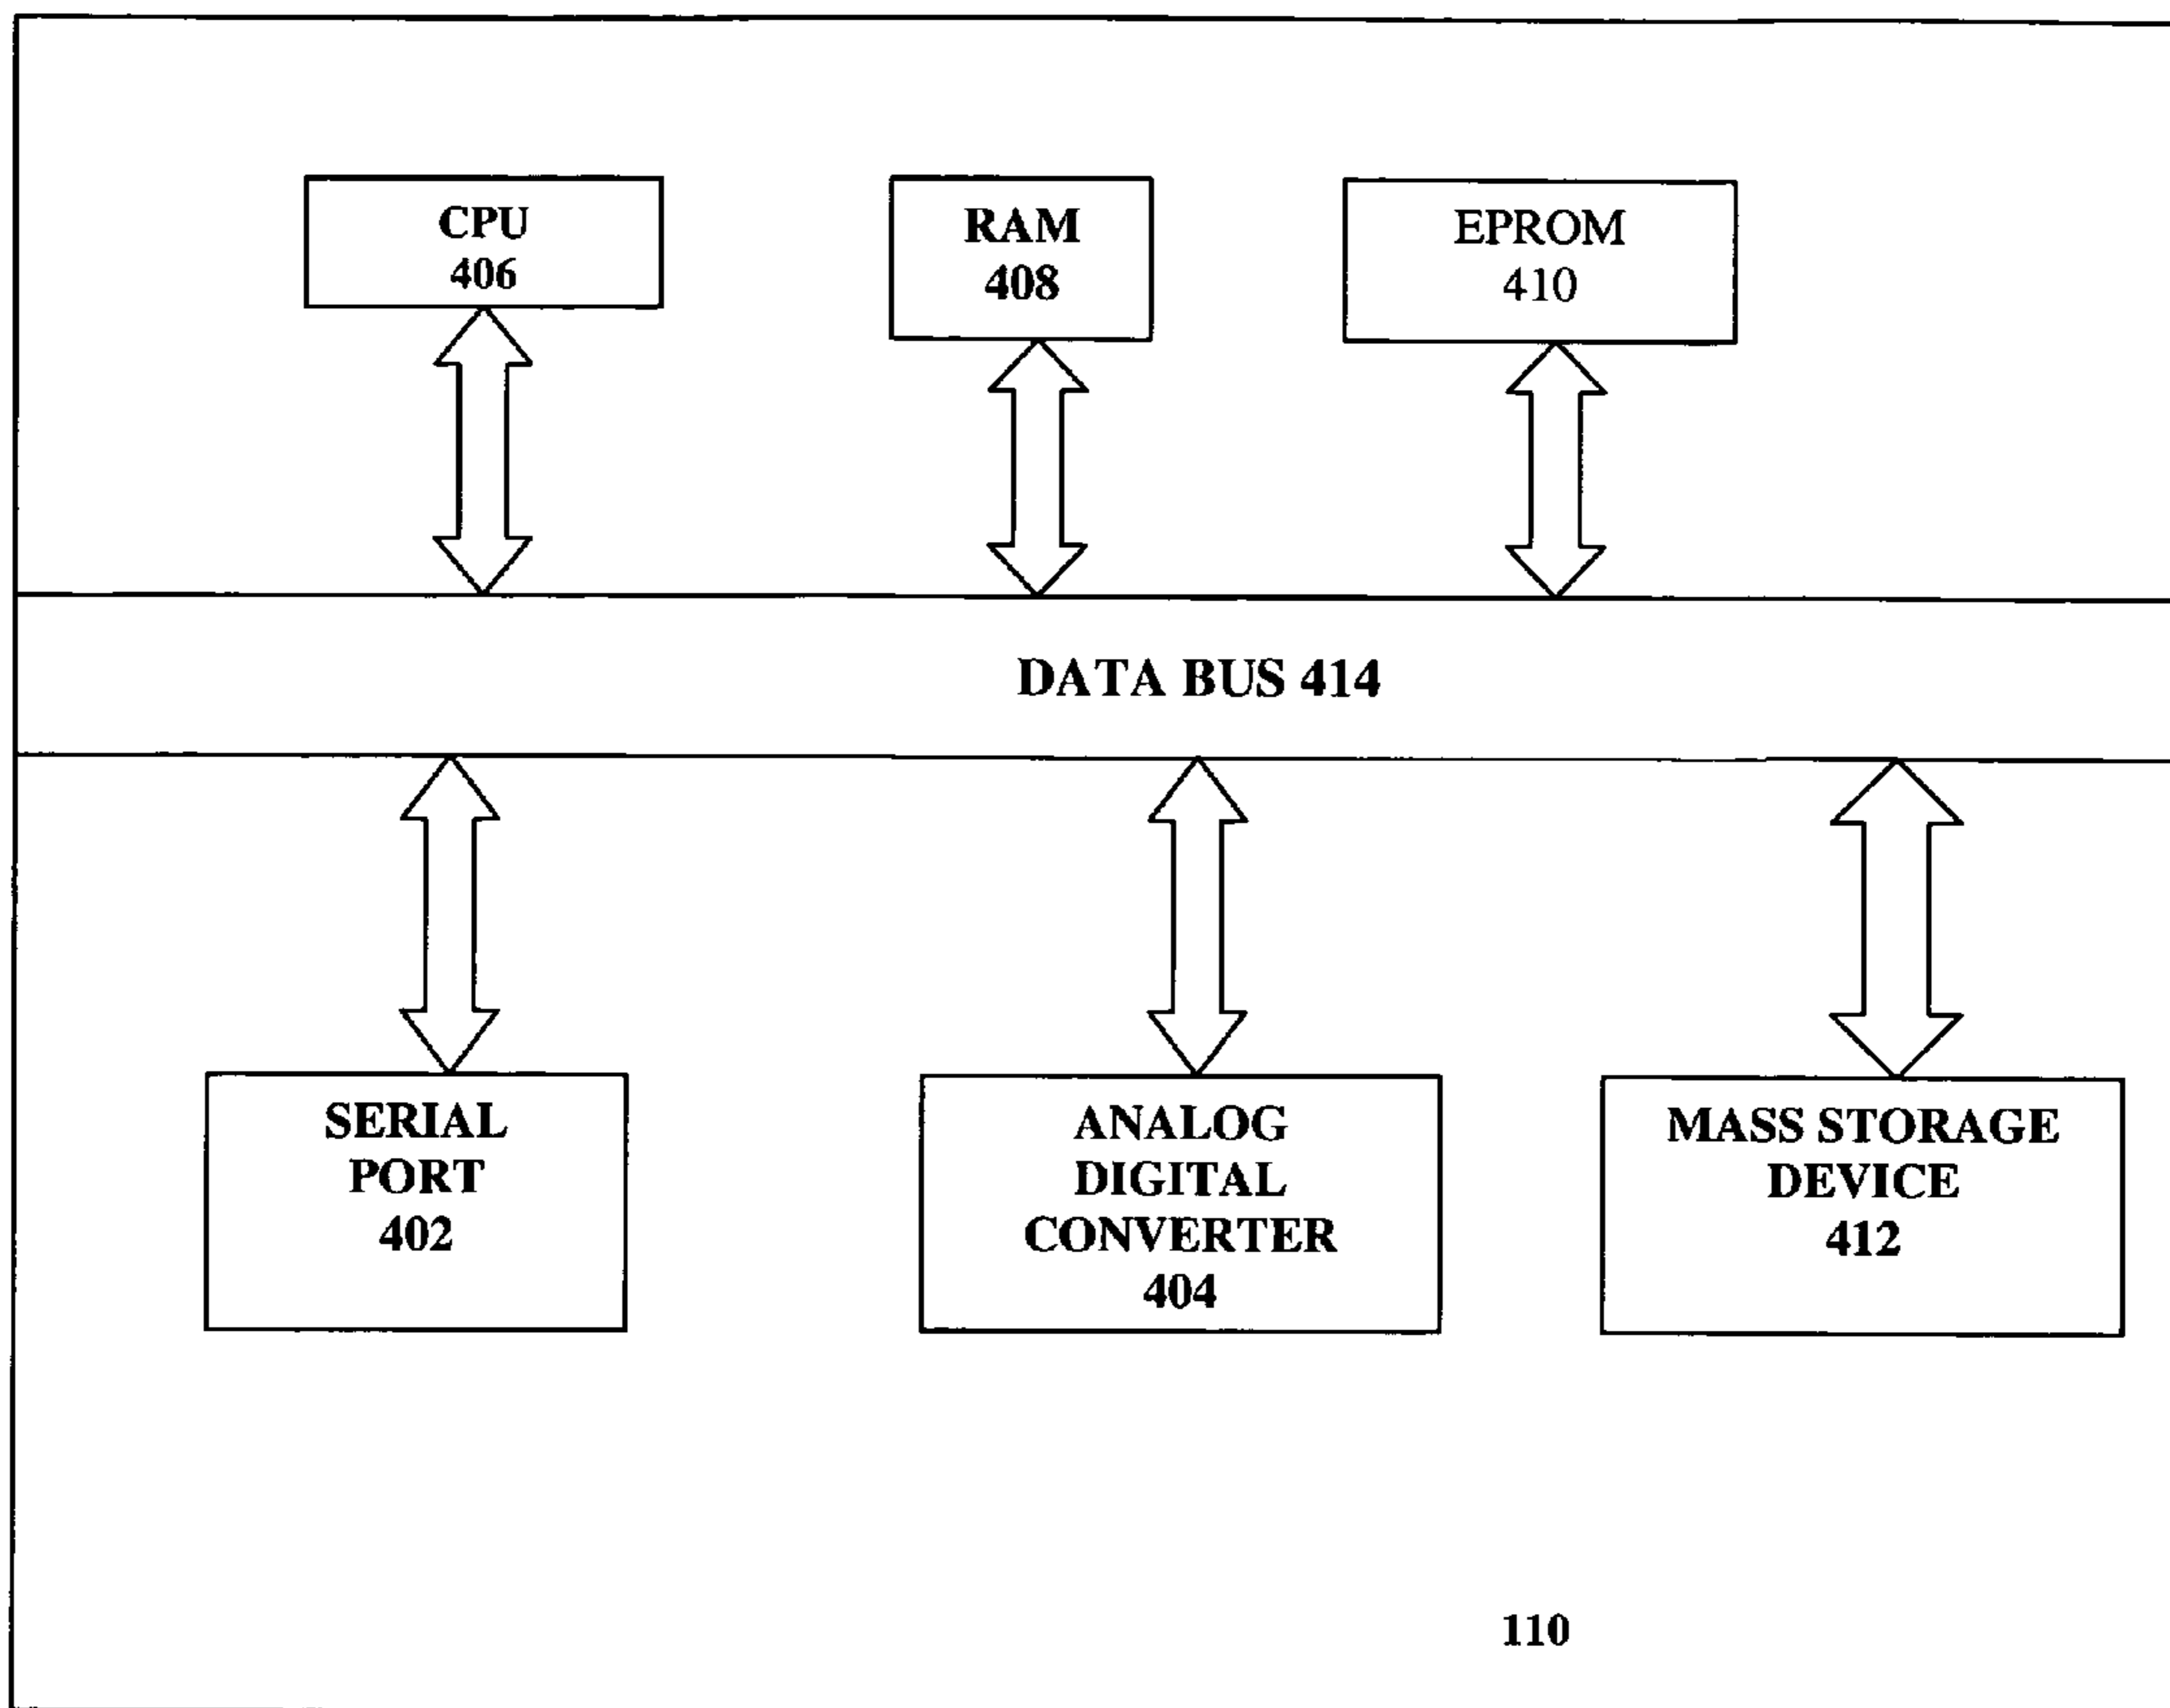 CPU
406
RAM
408
EPROM
410
DATA BUS 414
SERIAL
PORT
402
ANALOG
DIGITAL
CONVERTER
404
MASS STORAGE
DEVICE
412
110